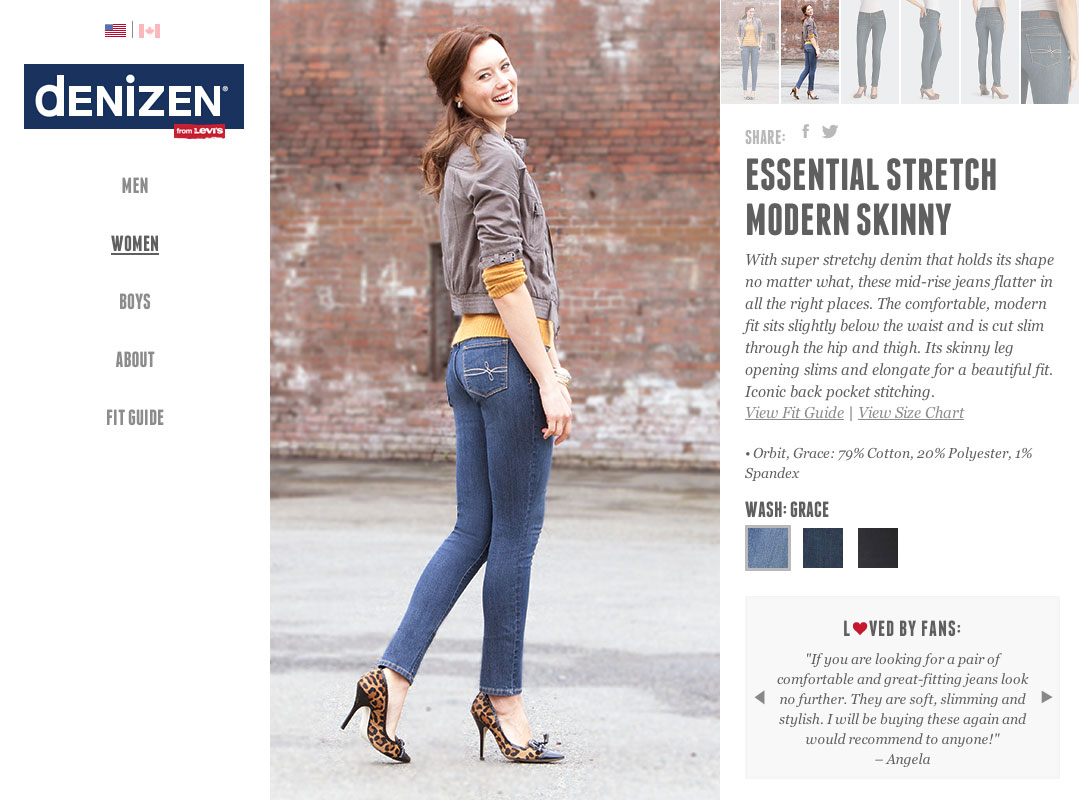 dENiZEN®
from Levi's
MEN
WOMEN
BOYS
ABOUT
FIT GUIDE
SHARE:
ESSENTIAL STRETCH
MODERN SKINNY
With super stretchy denim that holds its shape
no matter what, these mid-rise jeans flatter in
all the right places. The comfortable, modern
fit sits slightly below the waist and is cut slim
through the hip and thigh. Its skinny leg
opening slims and elongate for a beautiful fit.
Iconic back pocket stitching.
View Fit Guide | View Size Chart
• Orbit, Grace: 79% Cotton, 20% Polyester, 1%
Spandex
WASH: GRACE
L♥VED BY FANS:
"If you are looking for a pair of
comfortable and great-fitting jeans look
no further. They are soft, slimming and
stylish. I will be buying these again and
would recommend to anyone!"
– Angela